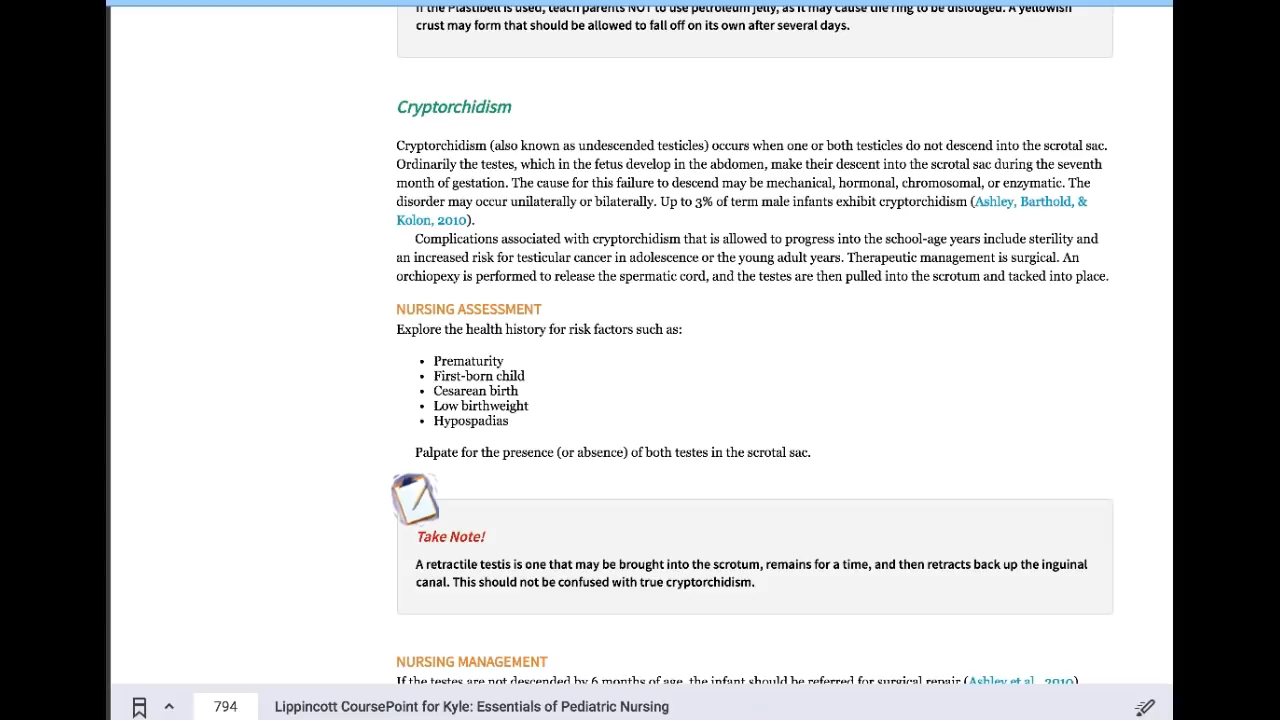 If the Plastibell is used, teach parents NOT to use petroleum jelly, as it may cause the ring to be dislodged. A yellowish
crust may form that should be allowed to fall off on its own after several days.
Cryptorchidism
Cryptorchidism (also known as undescended testicles) occurs when one or both testicles do not descend into the scrotal sac.
Ordinarily the testes, which in the fetus develop in the abdomen, make their descent into the scrotal sac during the seventh
month of gestation. The cause for this failure to descend may be mechanical, hormonal, chromosomal, or enzymatic. The
disorder may occur unilaterally or bilaterally. Up to 3% of term male infants exhibit cryptorchidism (Ashley, Barthold, &
Kolon, 2010).
Complications associated with cryptorchidism that is allowed to progress into the school-age years include sterility and
an increased risk for testicular cancer in adolescence or the young adult years. Therapeutic management is surgical. An
orchiopexy is performed to release the spermatic cord, and the testes are then pulled into the scrotum and tacked into place.
NURSING ASSESSMENT
Explore the health history for risk factors such as:
• Prematurity
• First-born child
• Cesarean birth
• Low birthweight
• Hypospadias
Palpate for the presence (or absence) of both testes in the scrotal sac.
Take Note!
A retractile testis is one that may be brought into the scrotum, remains for a time, and then retracts back up the inguinal
canal. This should not be confused with true cryptorchidism.
NURSING MANAGEMENT
If the testes are not descended by 6 months of age, the infant should be referred for surgical repair (Ashley et al., 2010).
794 Lippincott CoursePoint for Kyle: Essentials of Pediatric Nursing